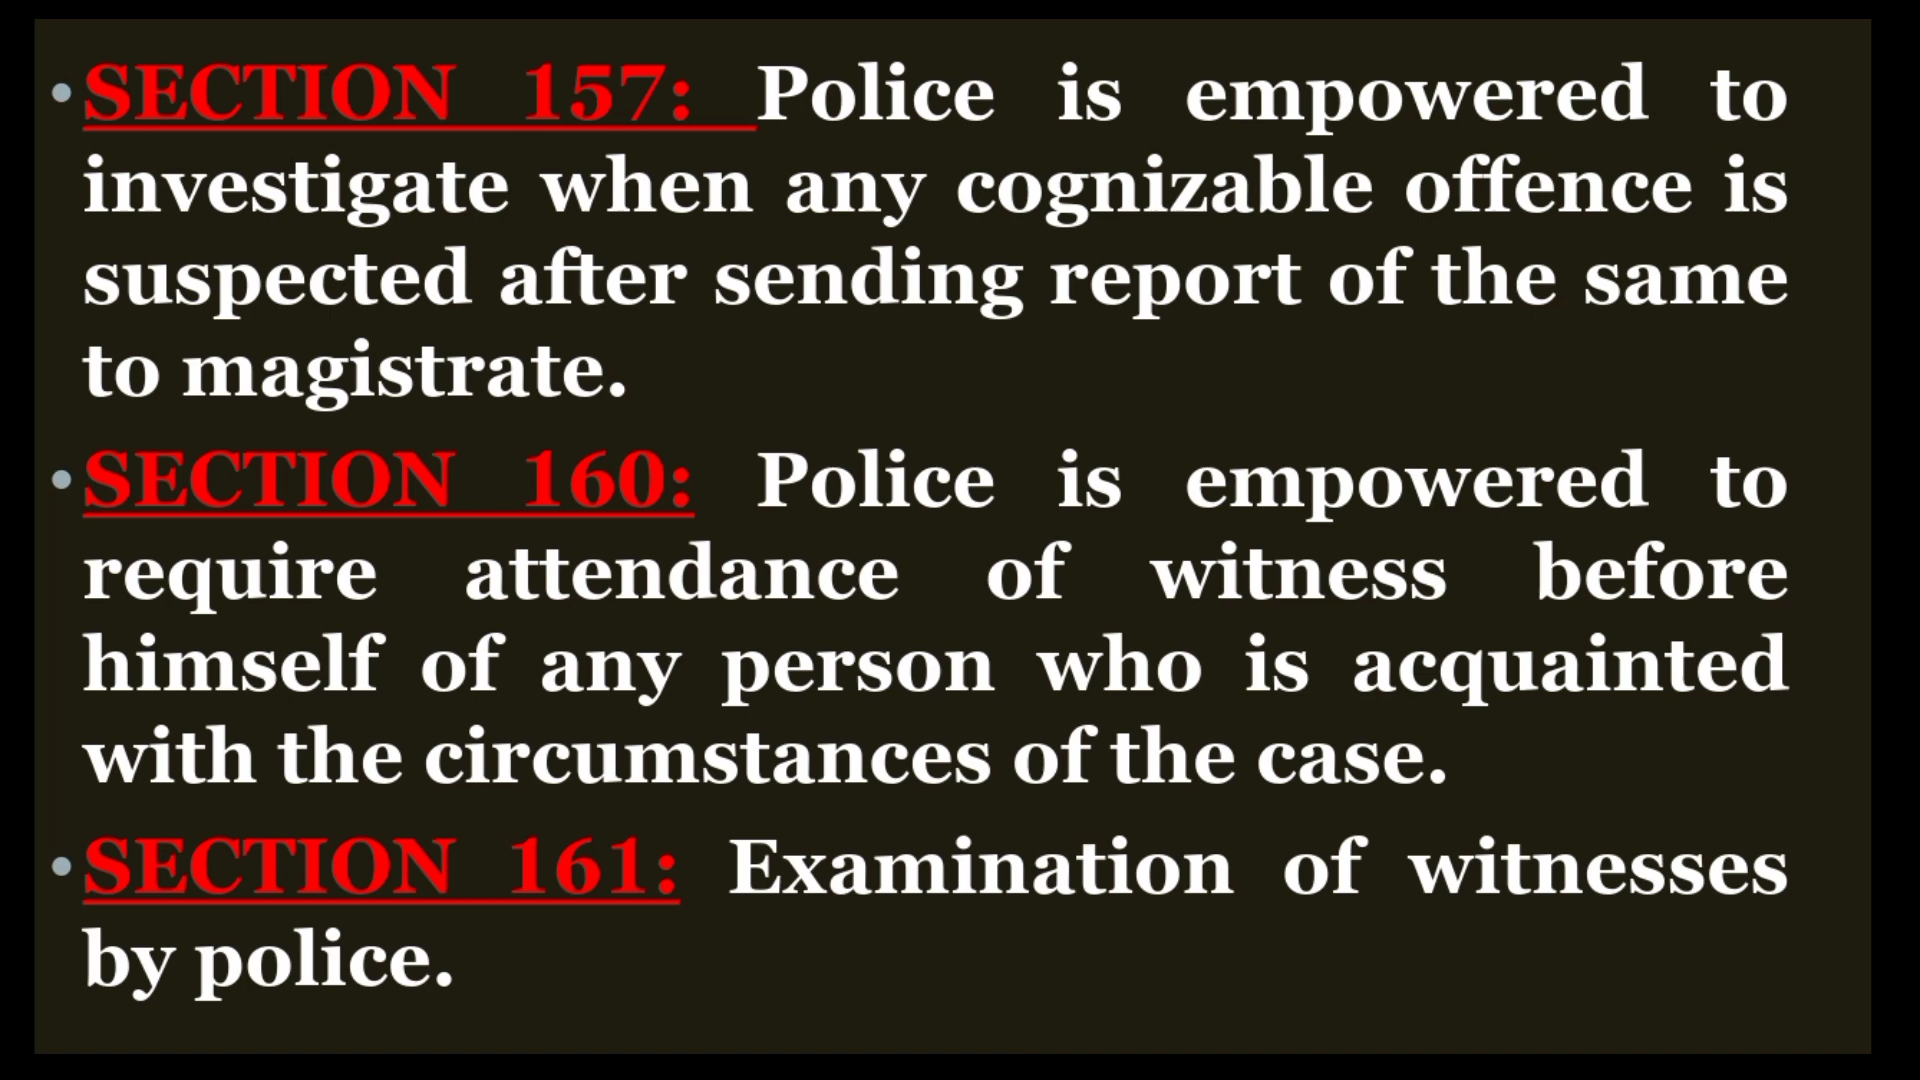 •SECTION 157: Police is empowered to
investigate when any cognizable offence is
suspected after sending report of the same
to magistrate.
•SECTION 160: Police is empowered to
require attendance of witness before
himself of any person who is acquainted
with the circumstances of the case.
•SECTION 161: Examination of witnesses
by police.